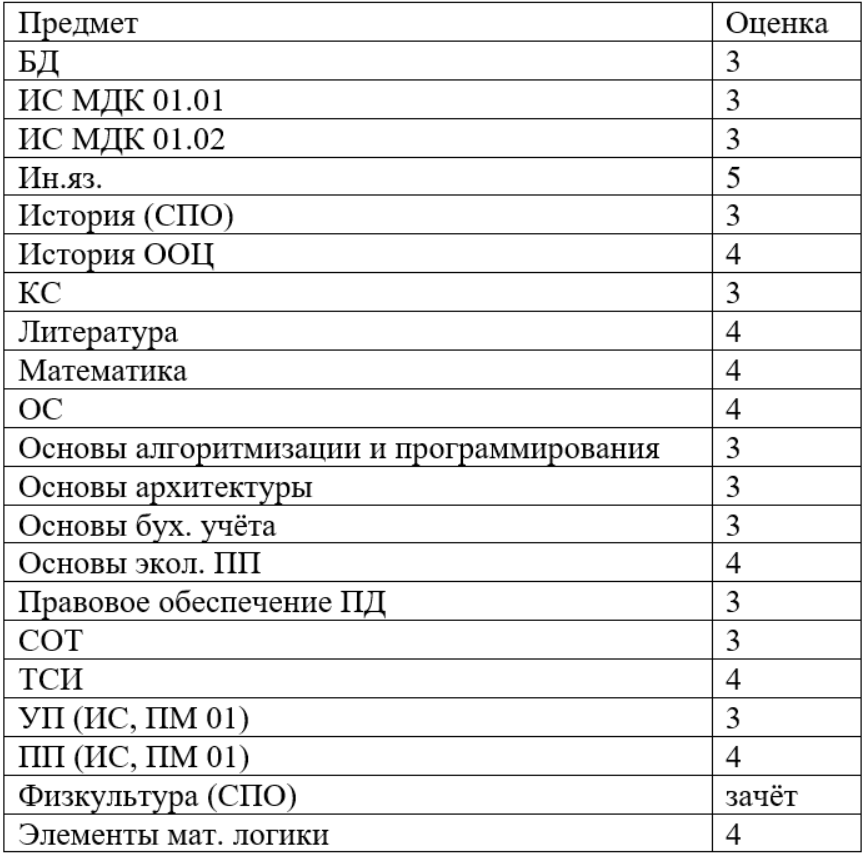 Предмет Оценка
БД 3
ИС МДК 01.01 3
ИС МДК 01.02 3
Ин.яз. 5
История (СПО) 3
История ООЦ 4
КС 3
Литература 4
Математика 4
ОС 4
Основы алгоритмизации и программирования 3
Основы архитектуры 3
Основы бух. учёта 3
Основы экол. ПП 4
Правовое обеспечение ПД 3
СОТ 3
ТСИ 4
УП (ИС, ПМ 01) 3
ПП (ИС, ПМ 01) 4
Физкультура (СПО) зачёт
Элементы мат. логики 4